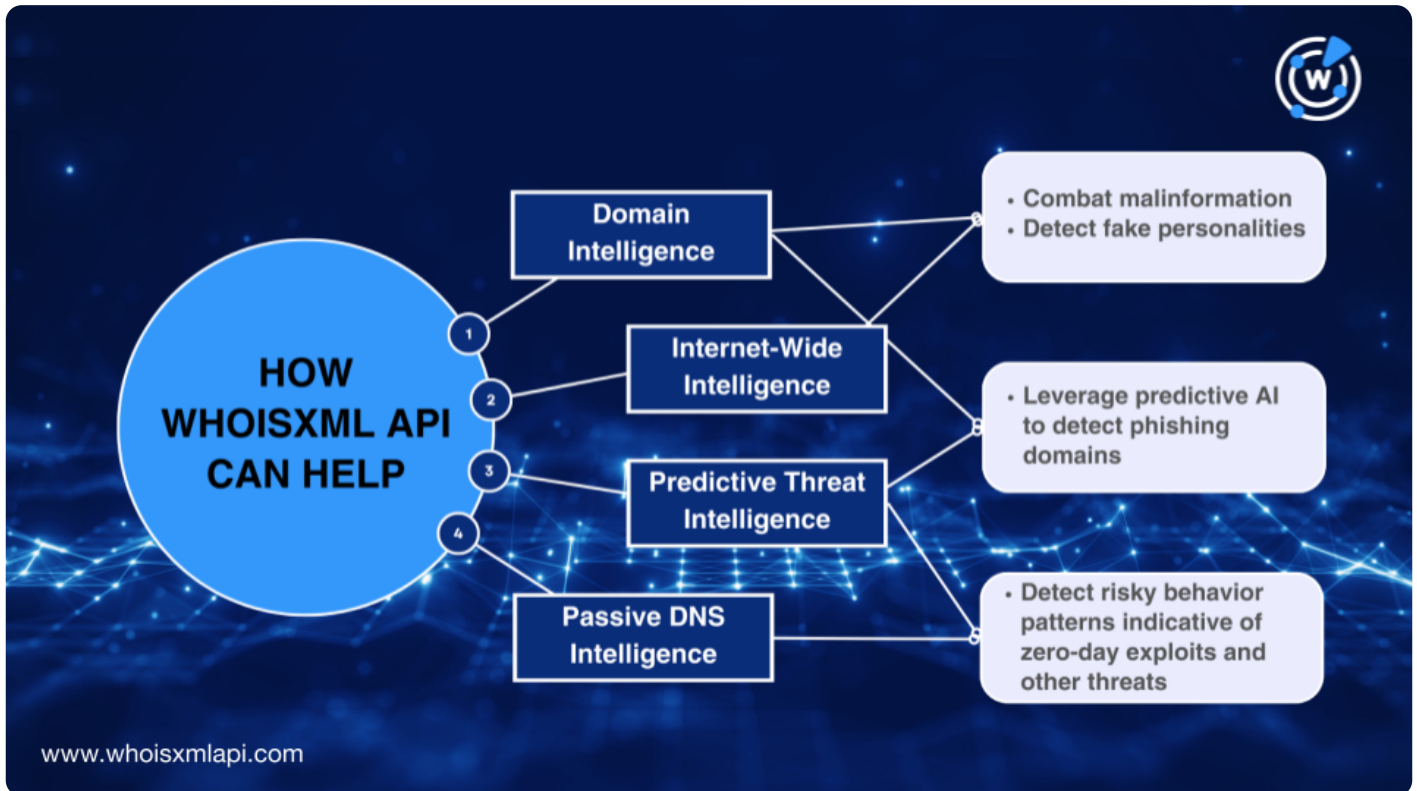 W
Domain
Intelligence
• Combat malinformation
• Detect fake personalities
1
HOW
WHOISXML API
CAN HELP
2
Internet-Wide
Intelligence
• Leverage predictive AI
to detect phishing
domains
3
Predictive Threat
Intelligence
4
Passive DNS
Intelligence
• Detect risky behavior
patterns indicative of
zero-day exploits and
other threats
www.whoisxmlapi.com